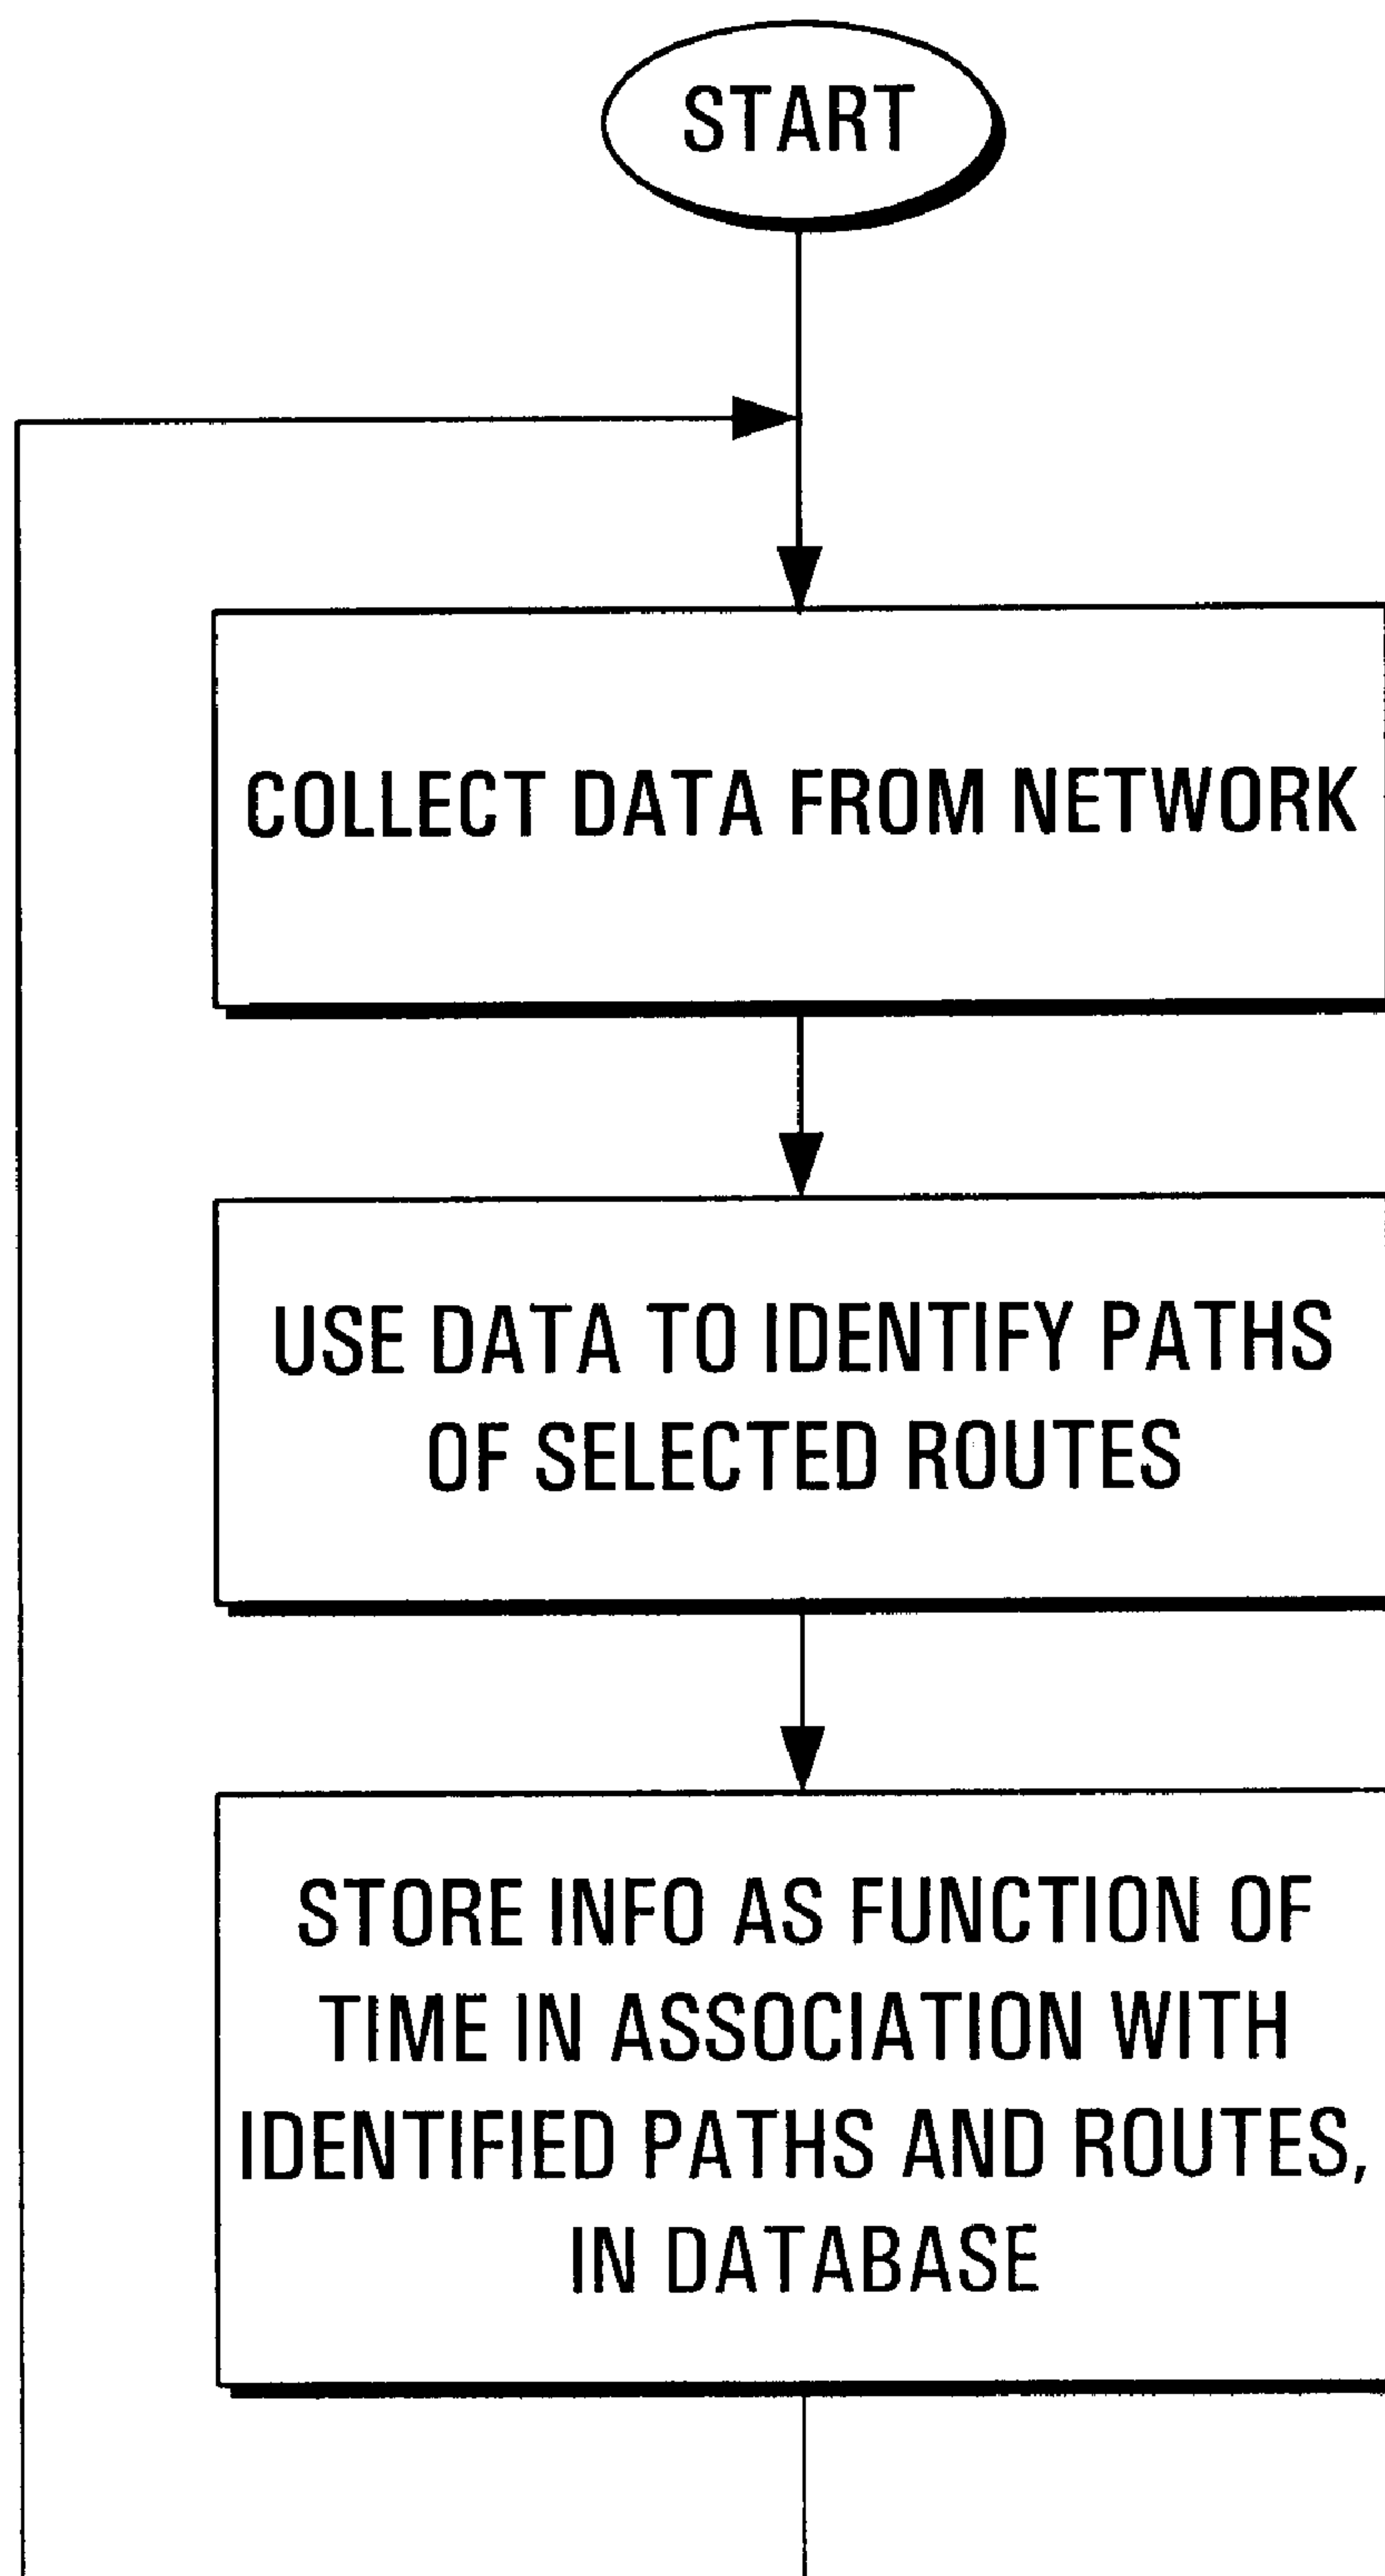 START
COLLECT DATA FROM NETWORK
USE DATA TO IDENTIFY PATHS
OF SELECTED ROUTES
STORE INFO AS FUNCTION OF
TIME IN ASSOCIATION WITH
IDENTIFIED PATHS AND ROUTES,
IN DATABASE